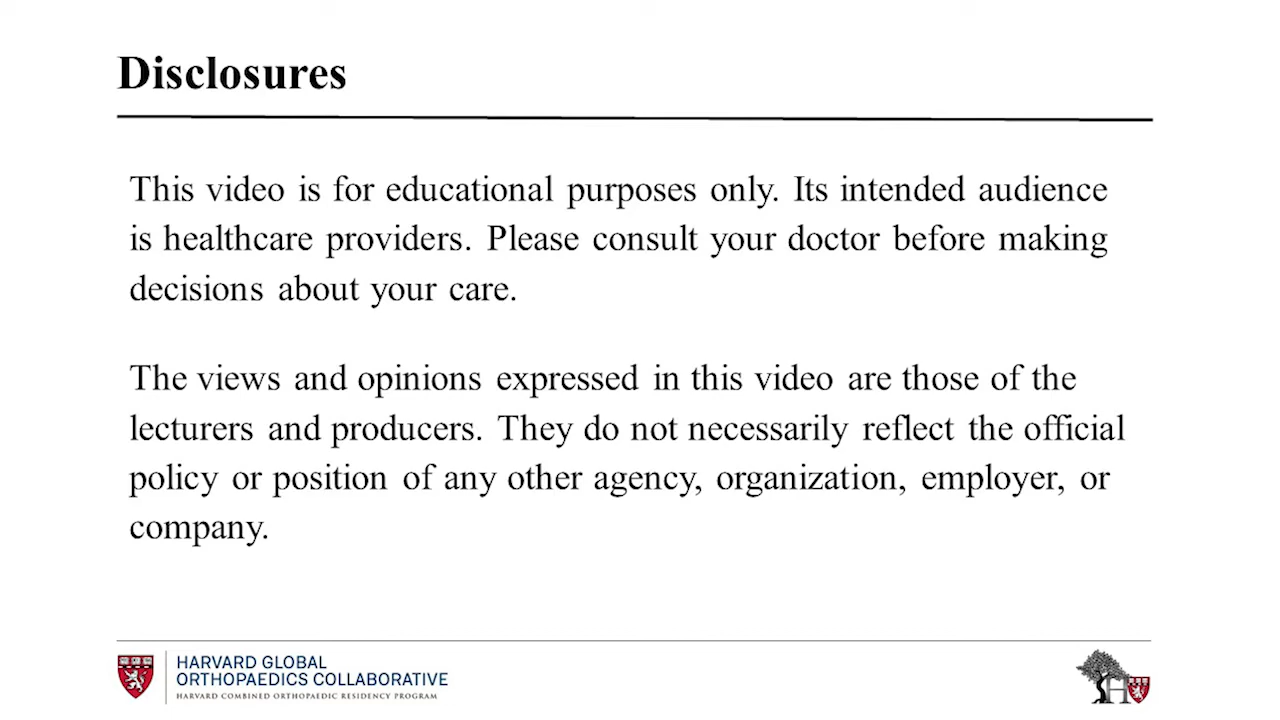 Disclosures
This video is for educational purposes only. Its intended audience
is healthcare providers. Please consult your doctor before making
decisions about your care.
The views and opinions expressed in this video are those of the
lecturers and producers. They do not necessarily reflect the official
policy or position of any other agency, organization, employer, or
company.
HARVARD GLOBAL
ORTHOPAEDICS COLLABORATIVE
HARVARD COMBINED ORTHOPAEDIC RESIDENCY PROGRAM
H